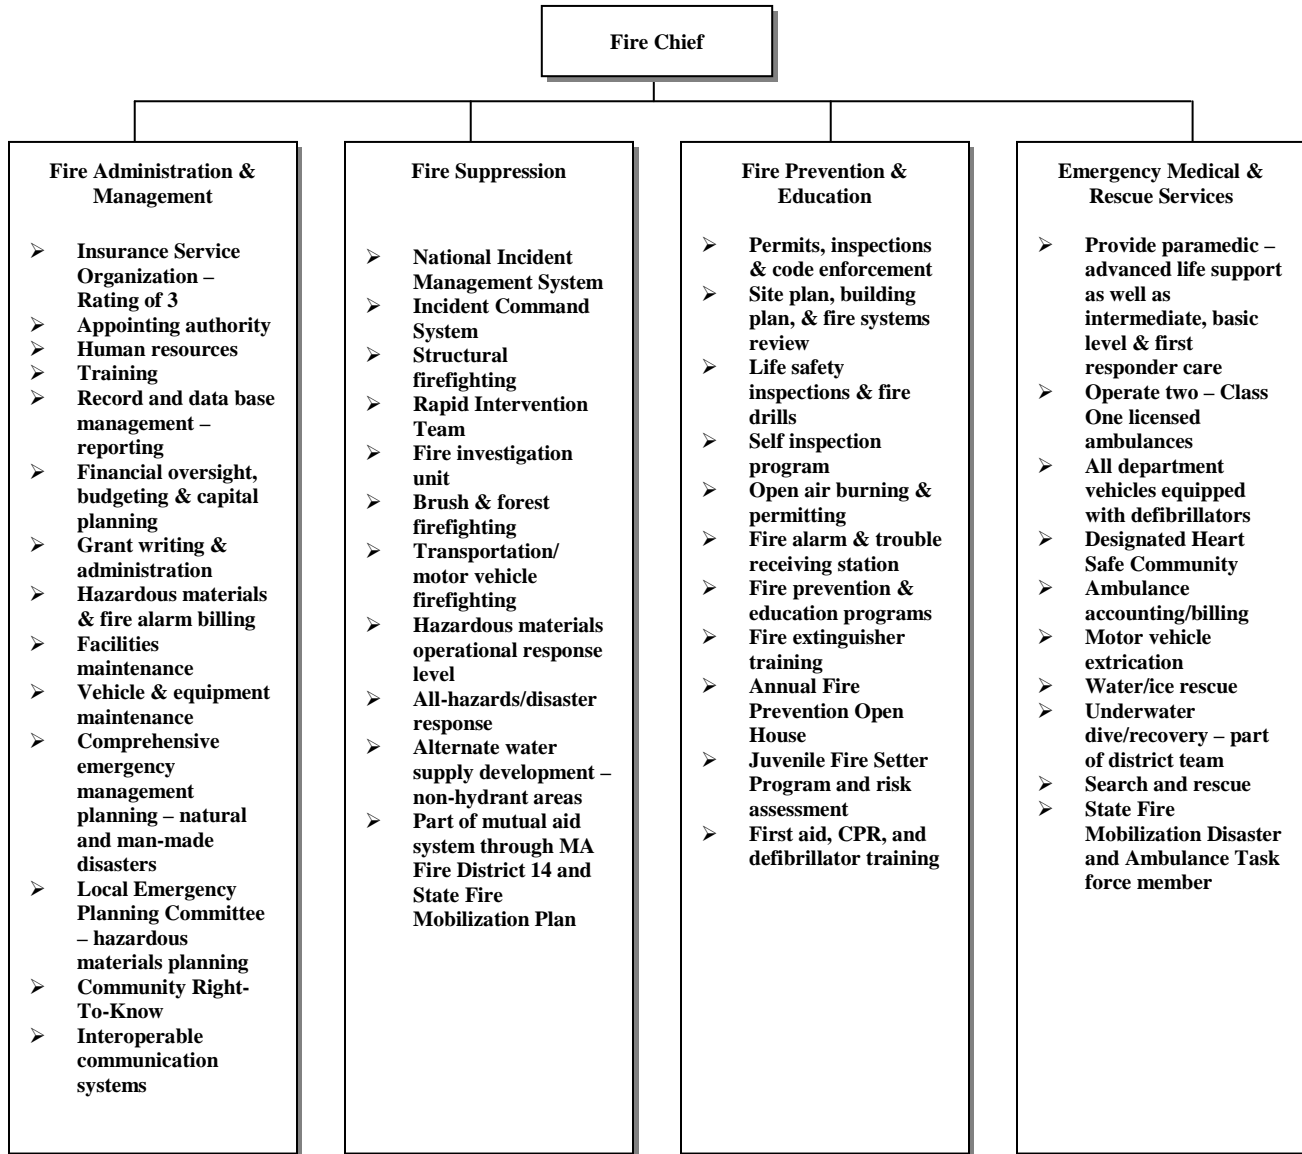 Fire Chief
Fire Administration &
Management
➢ Insurance Service
Organization –
Rating of 3
➢ Appointing authority
➢ Human resources
➢ Training
➢ Record and data base
management –
reporting
➢ Financial oversight,
budgeting & capital
planning
➢ Grant writing &
administration
➢ Hazardous materials
& fire alarm billing
➢ Facilities
maintenance
➢ Vehicle & equipment
maintenance
➢ Comprehensive
emergency
management
planning – natural
and man-made
disasters
➢ Local Emergency
Planning Committee
– hazardous
materials planning
➢ Community Right-
To-Know
➢ Interoperable
communication
systems
Fire Suppression
➢ National Incident
Management System
➢ Incident Command
System
➢ Structural
firefighting
➢ Rapid Intervention
Team
➢ Fire investigation
unit
➢ Brush & forest
firefighting
➢ Transportation/
motor vehicle
firefighting
➢ Hazardous materials
operational response
level
➢ All-hazards/disaster
response
➢ Alternate water
supply development –
non-hydrant areas
➢ Part of mutual aid
system through MA
Fire District 14 and
State Fire
Mobilization Plan
Fire Prevention &
Education
➢ Permits, inspections
& code enforcement
➢ Site plan, building
plan, & fire systems
review
➢ Life safety
inspections & fire
drills
➢ Self inspection
program
➢ Open air burning &
permitting
➢ Fire alarm & trouble
receiving station
➢ Fire prevention &
education programs
➢ Fire extinguisher
training
➢ Annual Fire
Prevention Open
House
➢ Juvenile Fire Setter
Program and risk
assessment
➢ First aid, CPR, and
defibrillator training
Emergency Medical &
Rescue Services
➢ Provide paramedic –
advanced life support
as well as
intermediate, basic
level & first
responder care
➢ Operate two – Class
One licensed
ambulances
➢ All department
vehicles equipped
with defibrillators
➢ Designated Heart
Safe Community
➢ Ambulance
accounting/billing
➢ Motor vehicle
extrication
➢ Water/ice rescue
➢ Underwater
dive/recovery – part
of district team
➢ Search and rescue
➢ State Fire
Mobilization Disaster
and Ambulance Task
force member